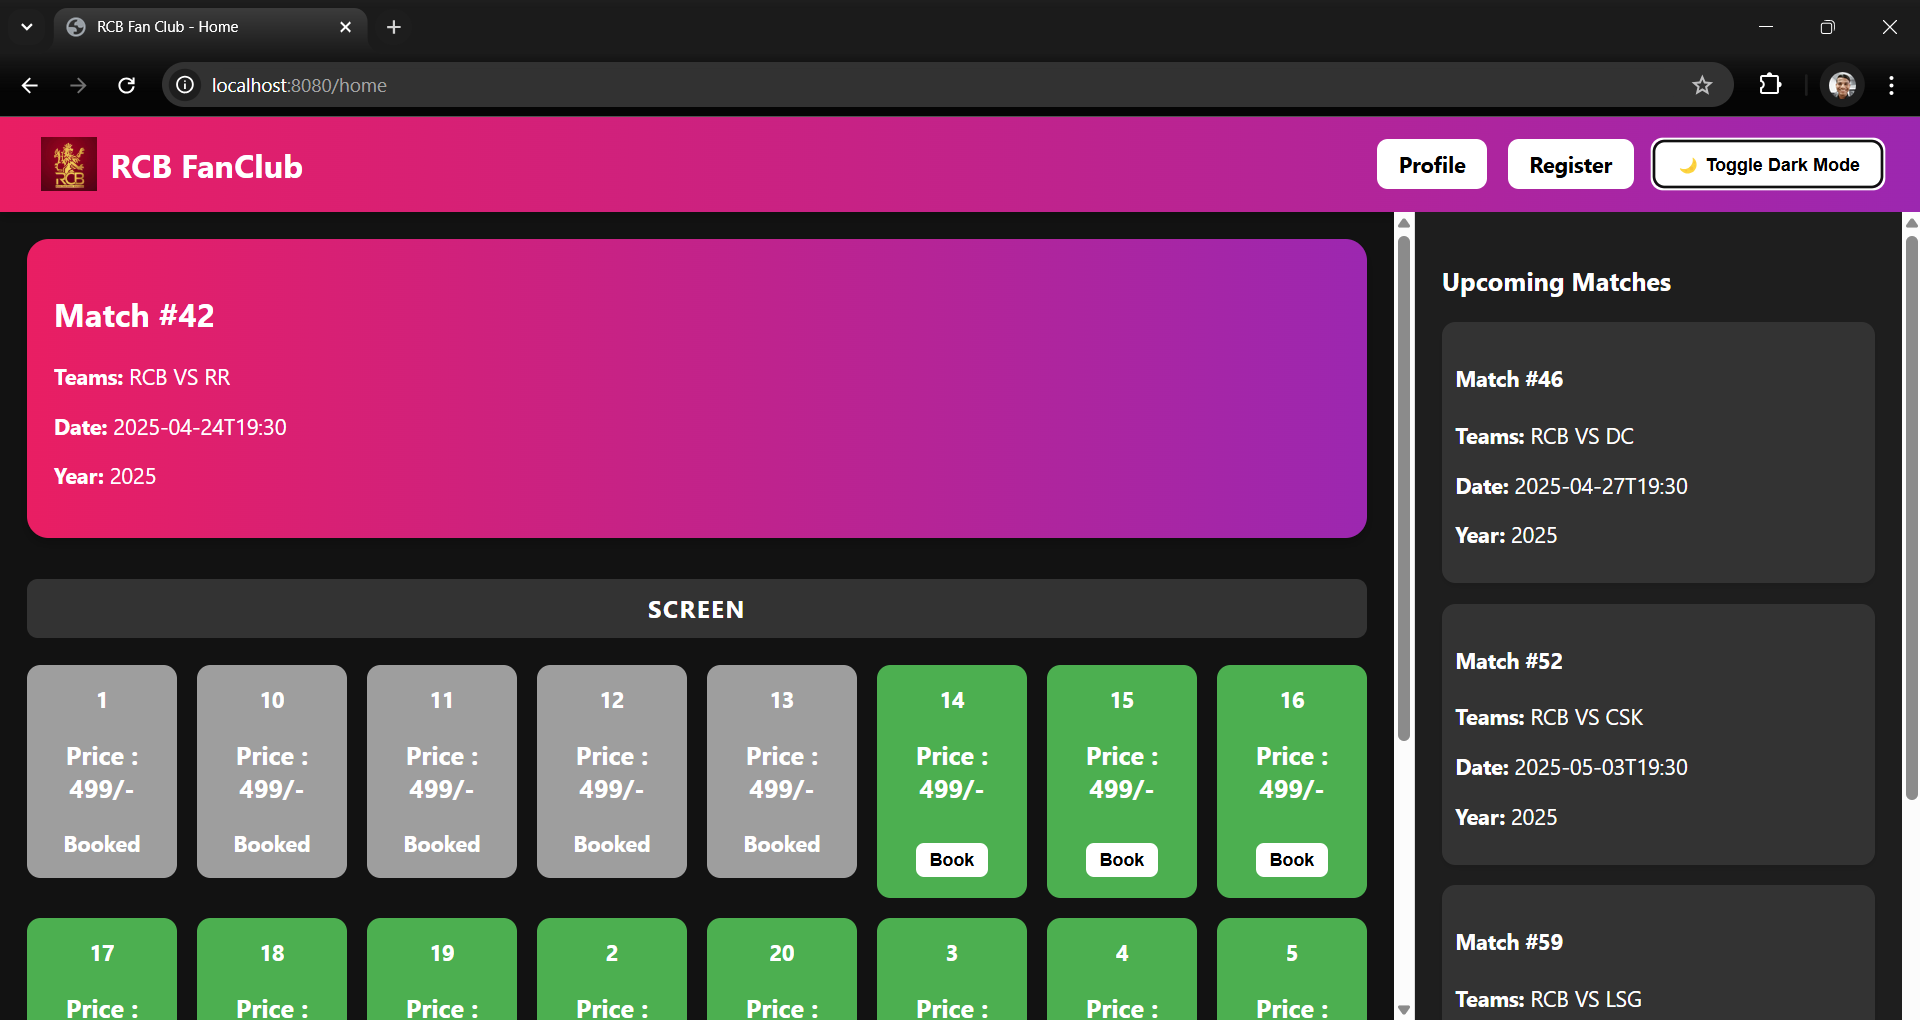 RCB Fan Club - Home
localhost:8080/home
RCB
RCB FanClub
Profile
Register
🌙 Toggle Dark Mode
Match #42
Teams: RCB VS RR
Date: 2025-04-24T19:30
Year: 2025
SCREEN
1
Price :
499/-
Booked
10
Price :
499/-
Booked
11
Price :
499/-
Booked
12
Price :
499/-
Booked
13
Price :
499/-
Booked
14
Price :
499/-
Book
15
Price :
499/-
Book
16
Price :
499/-
Book
17
Price :
18
Price :
19
Price :
2
Price :
20
Price :
3
Price :
4
Price :
5
Price :
Upcoming Matches
Match #46
Teams: RCB VS DC
Date: 2025-04-27T19:30
Year: 2025
Match #52
Teams: RCB VS CSK
Date: 2025-05-03T19:30
Year: 2025
Match #59
Teams: RCB VS LSG